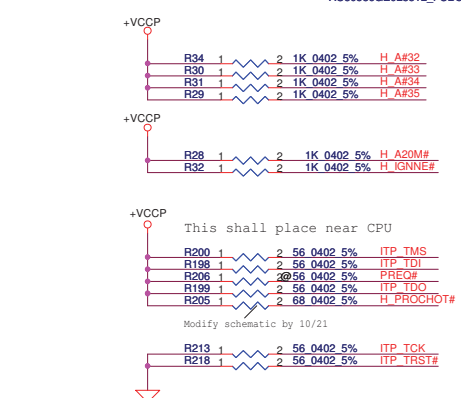 +VCCP
R34 1 2 1K_0402_5% H_A#32
R30 1 2 1K_0402_5% H_A#33
R31 1 2 1K_0402_5% H_A#34
R29 1 2 1K_0402_5% H_A#35
+VCCP
R28 1 2 1K_0402_5% H_A20M#
R32 1 2 1K_0402_5% H_IGNNE#
+VCCP
This shall place near CPU
R200 1 2 56_0402_5% ITP_TMS
R198 1 2 56_0402_5% ITP_TDI
R206 1 2@56_0402_5% PREQ#
R199 1 2 56_0402_5% ITP_TDO
R205 1 2 68_0402_5% H_PROCHOT#
Modify schematic by 10/21
R213 1 2 56_0402_5% ITP_TCK
R218 1 2 56_0402_5% ITP_TRST#